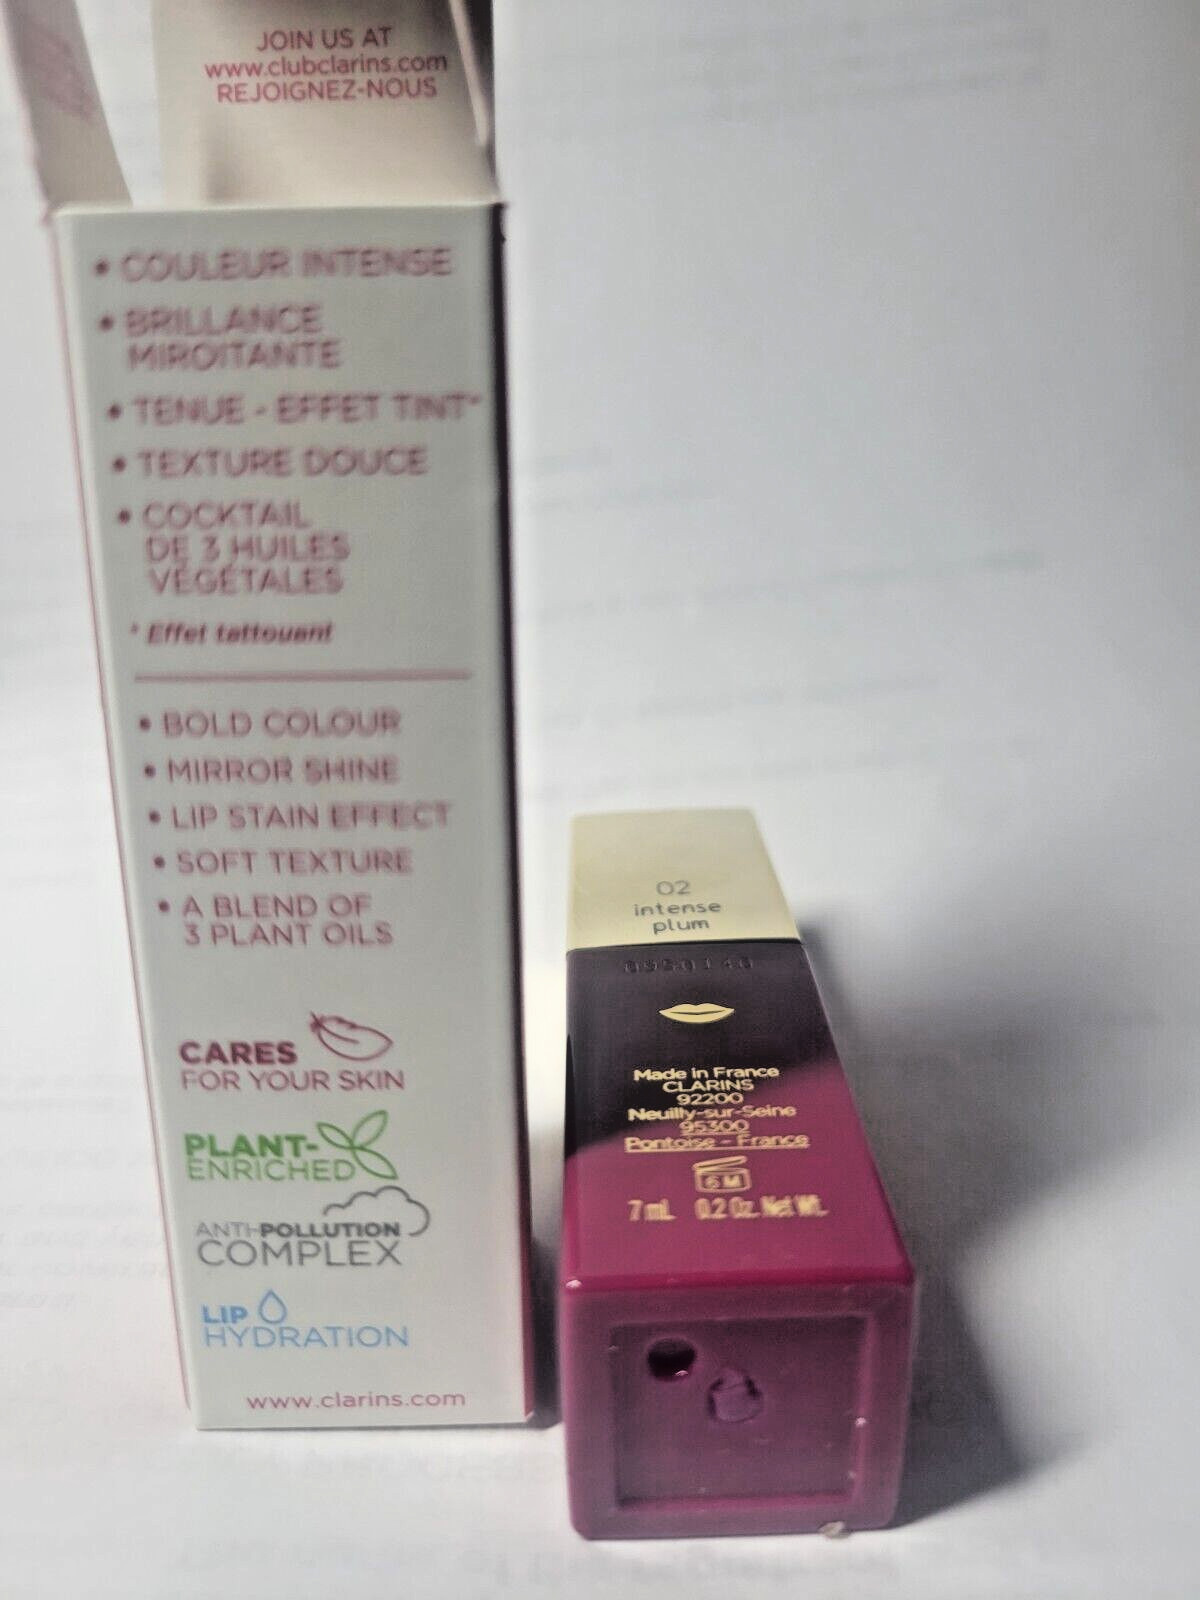 JOIN US AT
www.clubclarins.com
REJOIGNEZ-NOUS
• COULEUR INTENSE
• BRILLANCE
MIROITANTE
• TENUE - EFFET TINT*
• TEXTURE DOUCE
• COCKTAIL
DE 3 HUILES
VÉGÉTALES
* Effet tattouant
• BOLD COLOUR
• MIRROR SHINE
• LIP STAIN EFFECT
• SOFT TEXTURE
• A BLEND OF
3 PLANT OILS
CARES
FOR YOUR SKIN
PLANT-
ENRICHED
ANTI-POLLUTION
COMPLEX
LIP
HYDRATION
www.clarins.com
02
intense
plum
Made in France
CLARINS
92200
Neuilly-sur-Seine
95300
Pontoise - France
6 M
7 mL 0.2 Oz. Net Wt.